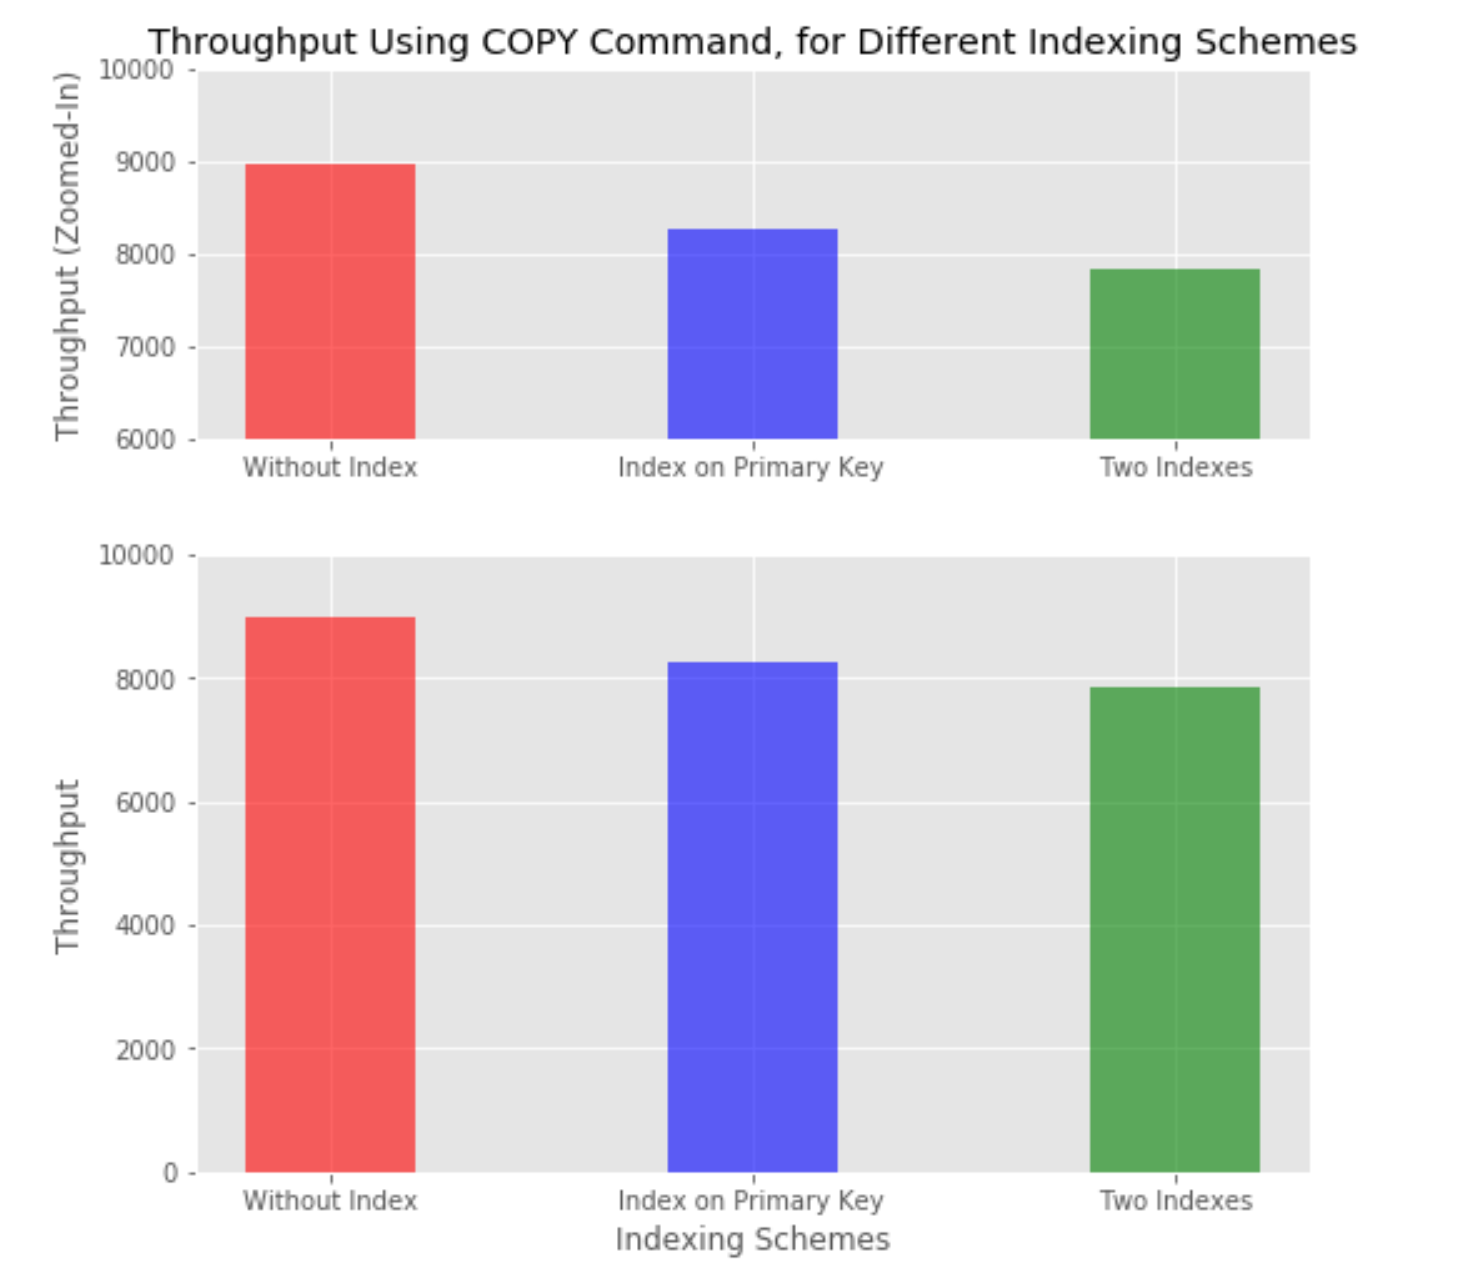 Throughput Using COPY Command, for Different Indexing Schemes
Throughput (Zoomed-In)
10000
9000
8000
7000
6000
Without Index
Index on Primary Key
Two Indexes
Throughput
10000
8000
6000
4000
2000
0
Without Index
Index on Primary Key
Two Indexes
Indexing Schemes